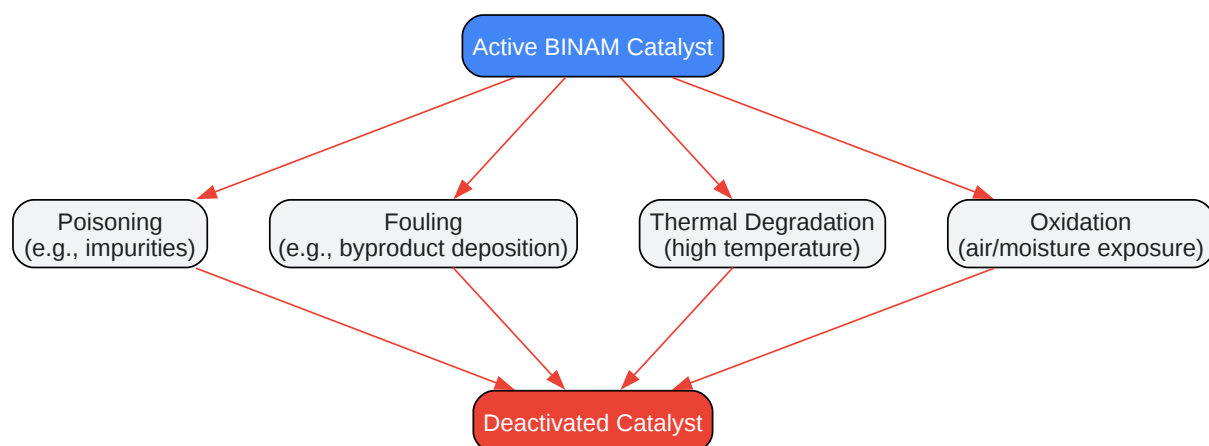 Active BINAM Catalyst
Poisoning
(e.g., impurities)
Fouling
(e.g., byproduct deposition)
Thermal Degradation
(high temperature)
Oxidation
(air/moisture exposure)
Deactivated Catalyst